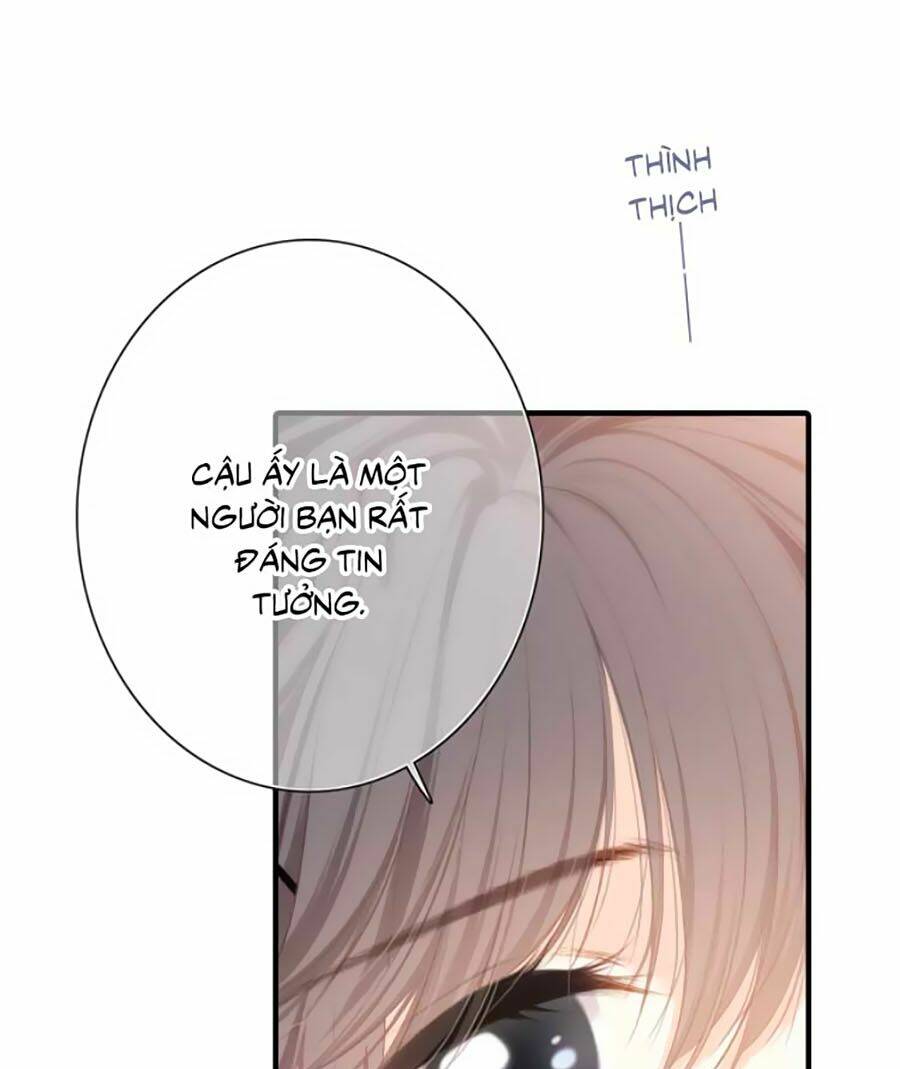 THÌNH
THỊCH
CẬU ẤY LÀ MỘT
NGƯỜI BẠN RẤT
ĐÁNG TIN
TƯỞNG.